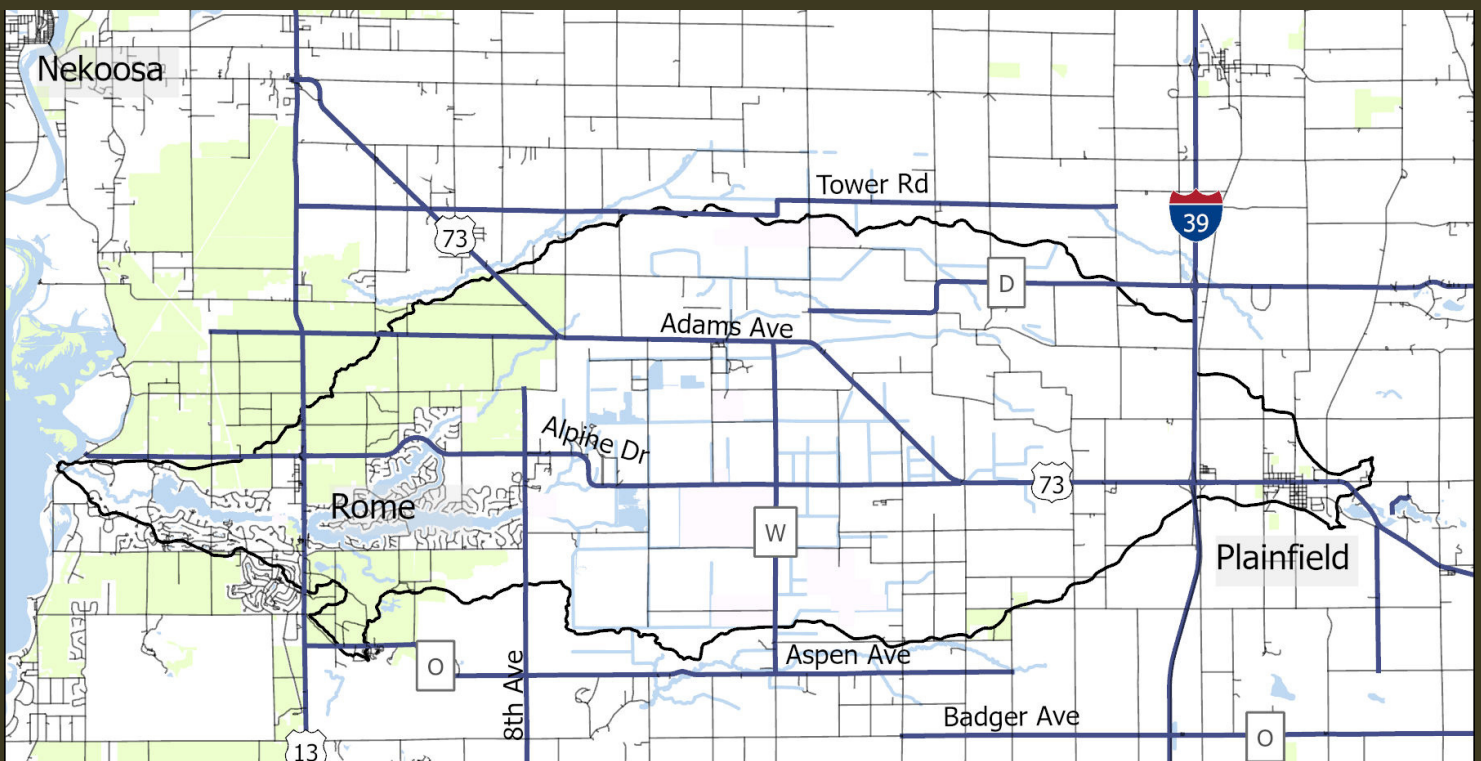 Nekoosa
Tower Rd
73
39
D
Adams Ave
Alpine Dr
73
Rome
W
Plainfield
Aspen Ave
O
8th Ave
Badger Ave
O
13